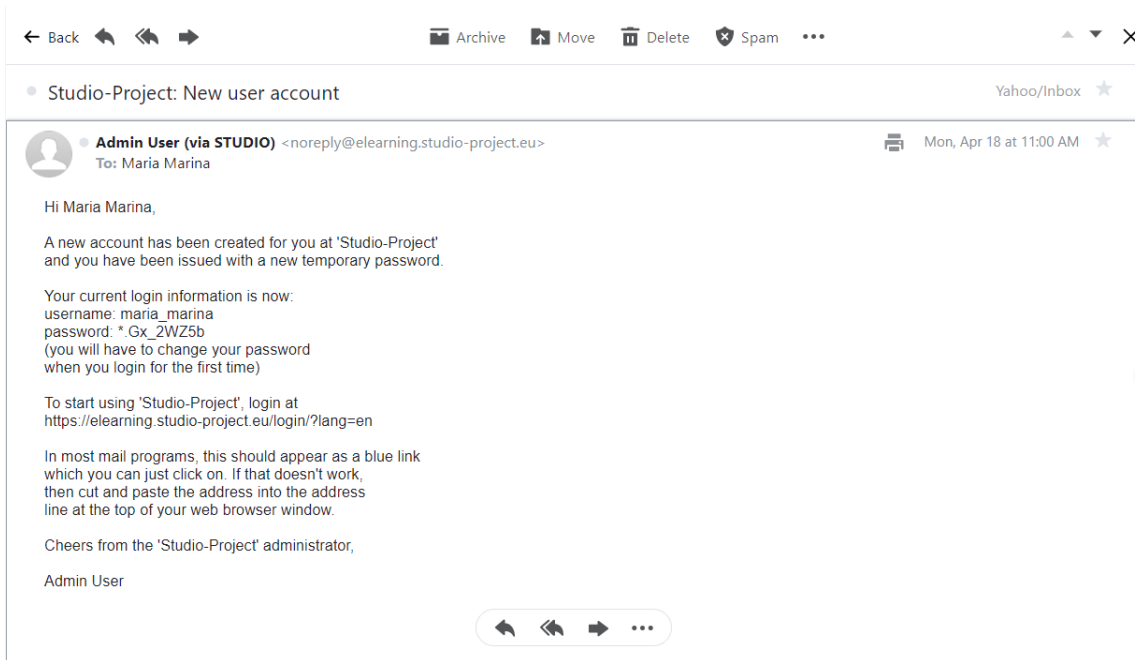 Back
Archive Move Delete Spam
Studio-Project: New user account
Yahoo/Inbox
Admin User (via STUDIO) <noreply@elearning.studio-project.eu>
Mon, Apr 18 at 11:00 AM
To: Maria Marina
Hi Maria Marina,
A new account has been created for you at 'Studio-Project'
and you have been issued with a new temporary password.
Your current login information is now:
username: maria_marina
password: *.Gx_2WZ5b
(you will have to change your password
when you login for the first time)
To start using 'Studio-Project', login at
https://elearning.studio-project.eu/login/?lang=en
In most mail programs, this should appear as a blue link
which you can just click on. If that doesn't work,
then cut and paste the address into the address
line at the top of your web browser window.
Cheers from the 'Studio-Project' administrator,
Admin User